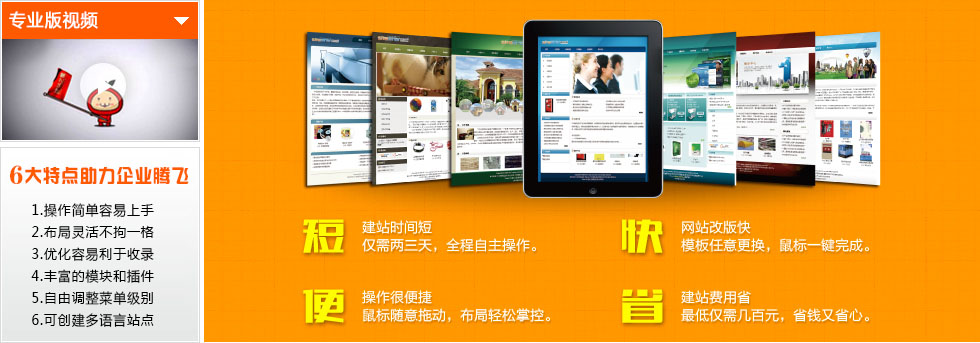 专业版视频
6大特点助力企业腾飞
1.操作简单容易上手
2.布局灵活不拘一格
3.优化容易利于收录
4.丰富的模块和插件
5.自由调整菜单级别
6.可创建多语言站点
短
建站时间短
仅需两三天，全程自主操作。
快
网站改版快
模板任意更换，鼠标一键完成。
便
操作很便捷
鼠标随意拖动，布局轻松掌控。
省
建站费用省
最低仅需几百元，省钱又省心。